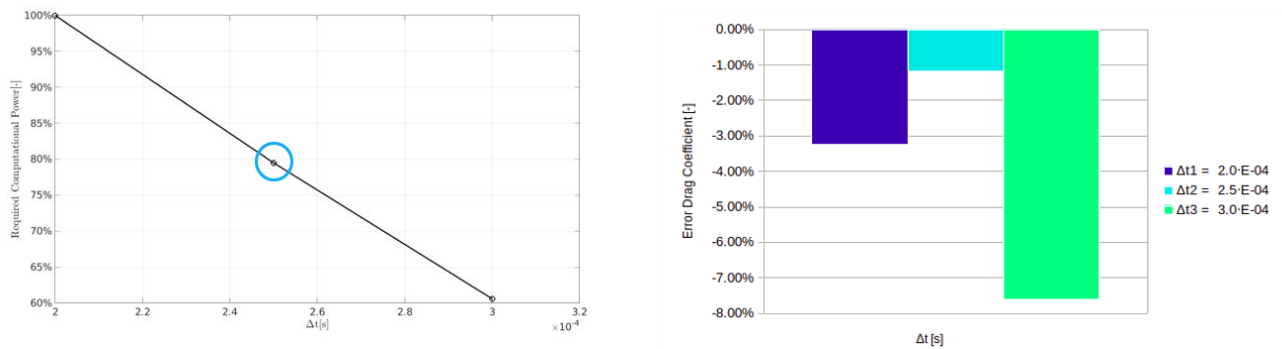 100%
95%
90%
85%
80%
75%
70%
65%
60%
Required Computational Power[-]
2 2.2 2.4 2.6 2.8 3 3.2
Δt[s]
×10⁻⁴
0.00%
-1.00%
-2.00%
-3.00%
-4.00%
-5.00%
-6.00%
-7.00%
-8.00%
Error Drag Coefficient [-]
Δt [s]
Δt1 = 2.0·E-04
Δt2 = 2.5·E-04
Δt3 = 3.0·E-04